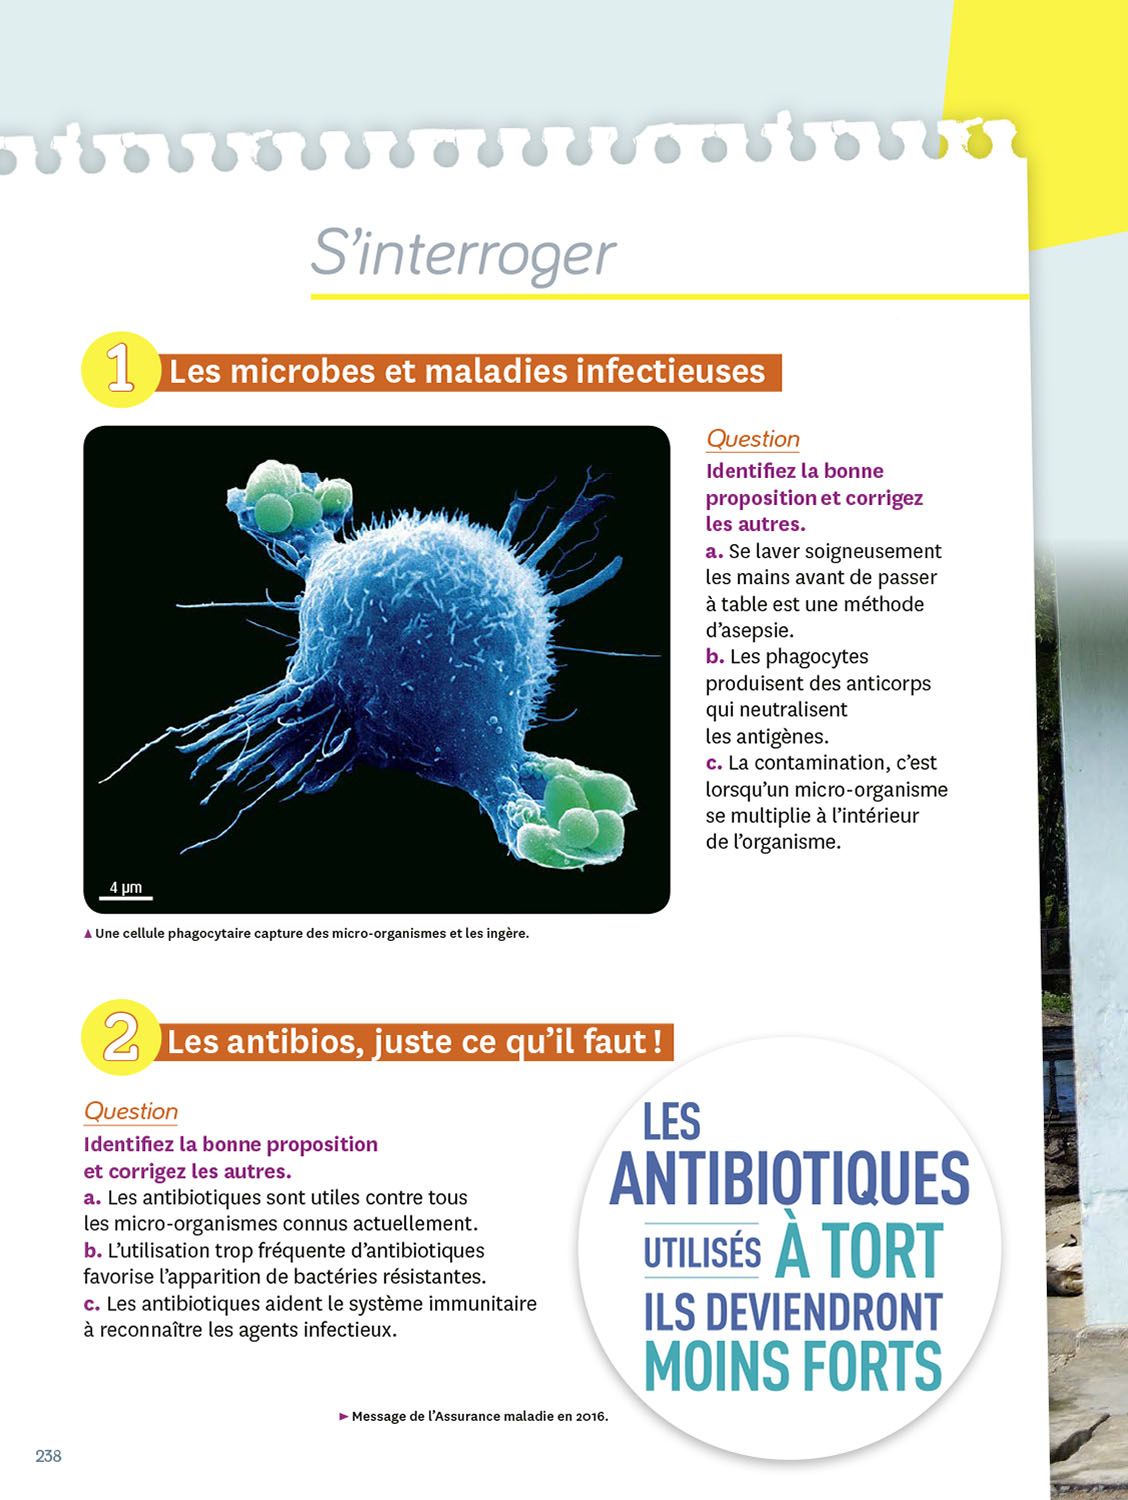 S'interroger
1 Les microbes et maladies infectieuses
4 µm
▲ Une cellule phagocytaire capture des micro-organismes et les ingère.
Question
Identifiez la bonne
proposition et corrigez
les autres.
a. Se laver soigneusement
les mains avant de passer
à table est une méthode
d'asepsie.
b. Les phagocytes
produisent des anticorps
qui neutralisent
les antigènes.
c. La contamination, c'est
lorsqu'un micro-organisme
se multiplie à l'intérieur
de l'organisme.
2 Les antibios, juste ce qu'il faut !
Question
Identifiez la bonne proposition
et corrigez les autres.
a. Les antibiotiques sont utiles contre tous
les micro-organismes connus actuellement.
b. L'utilisation trop fréquente d'antibiotiques
favorise l'apparition de bactéries résistantes.
c. Les antibiotiques aident le système immunitaire
à reconnaître les agents infectieux.
LES
ANTIBIOTIQUES
UTILISÉS À TORT
ILS DEVIENDRONT
MOINS FORTS
► Message de l'Assurance maladie en 2016.
238